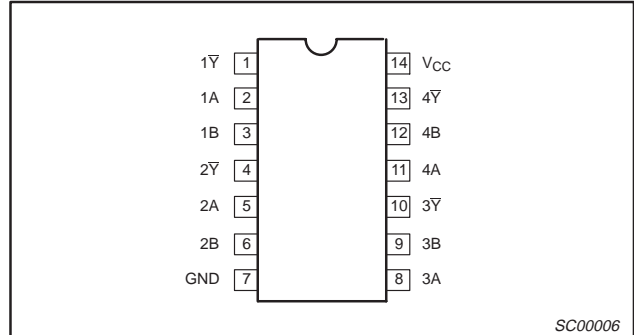 1Y̅ 1 14 VCC
1A 2 13 4Y̅
1B 3 12 4B
2Y̅ 4 11 4A
2A 5 10 3Y̅
2B 6 9 3B
GND 7 8 3A
SC00006